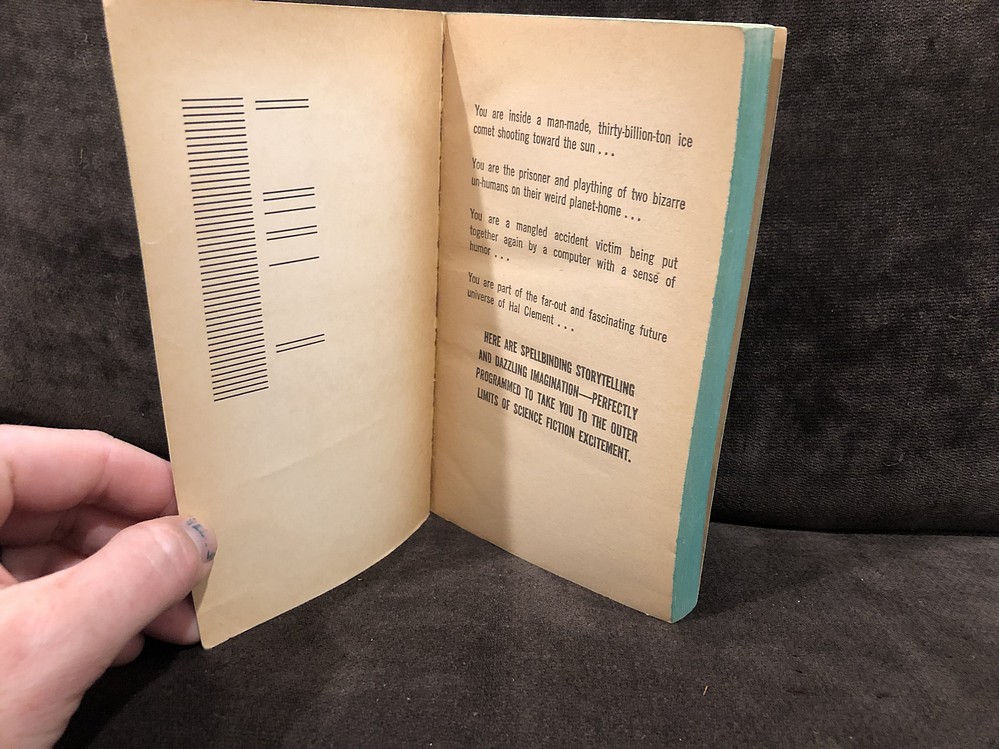 You are inside a man-made, thirty-billion-ton ice
comet shooting toward the sun . . .
You are the prisoner and plaything of two bizarre
un-humans on their weird planet-home . . .
You are a mangled accident victim being put
together again by a computer with a sense of
humor . . .
You are part of the far-out and fascinating future
universe of Hal Clement . . .
HERE ARE SPELLBINDING STORYTELLING
AND DAZZLING IMAGINATION—PERFECTLY
PROGRAMMED TO TAKE YOU TO THE OUTER
LIMITS OF SCIENCE FICTION EXCITEMENT.